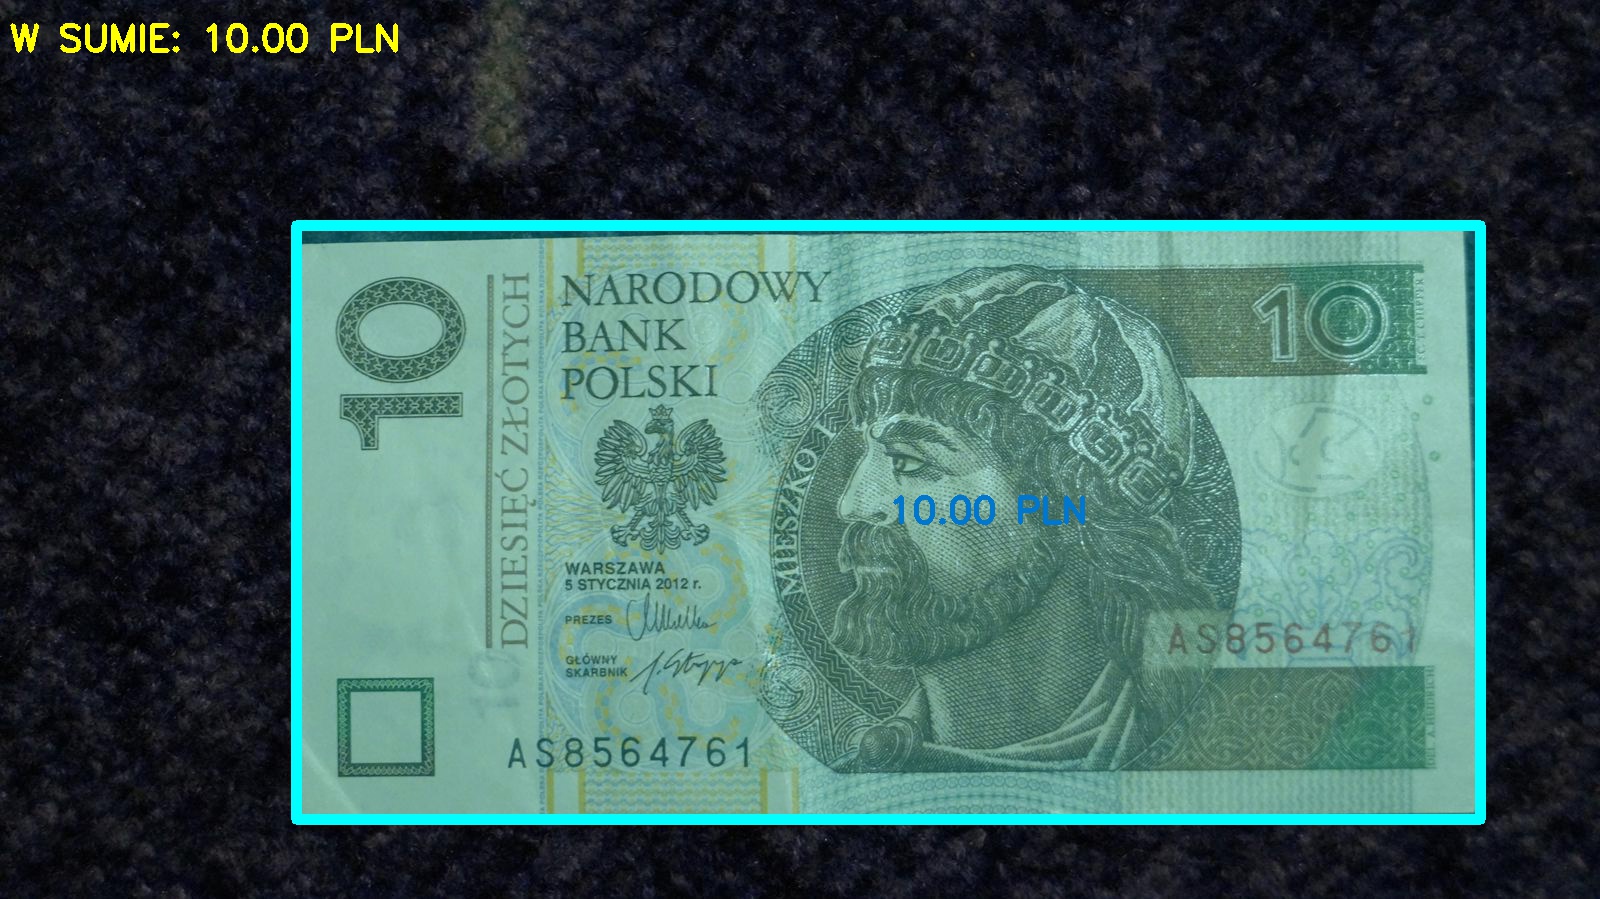 W SUMIE: 10.00 PLN
10
DZIESIĘĆ ZŁOTYCH
NARODOWY
BANK
POLSKI
WARSZAWA
5 STYCZNIA 2012 r.
PREZES
GŁÓWNY
SKARBNIK
AS8564761
MIESZKO I
10.00 PLN
10
AS8564761